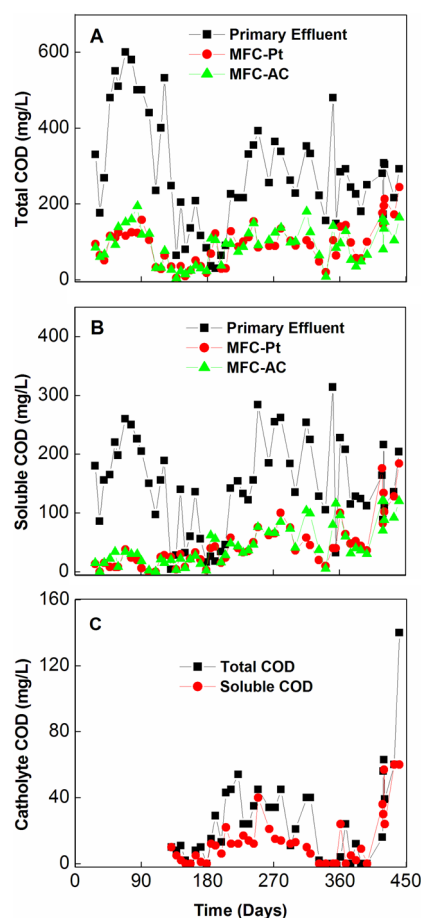 A
Primary Effluent
MFC-Pt
MFC-AC
600
400
200
0
Total COD (mg/L)
B
Primary Effluent
MFC-Pt
MFC-AC
400
300
200
100
0
Soluble COD (mg/L)
C
Total COD
Soluble COD
160
120
80
40
0
Catholyte COD (mg/L)
0 90 180 270 360 450
Time (Days)